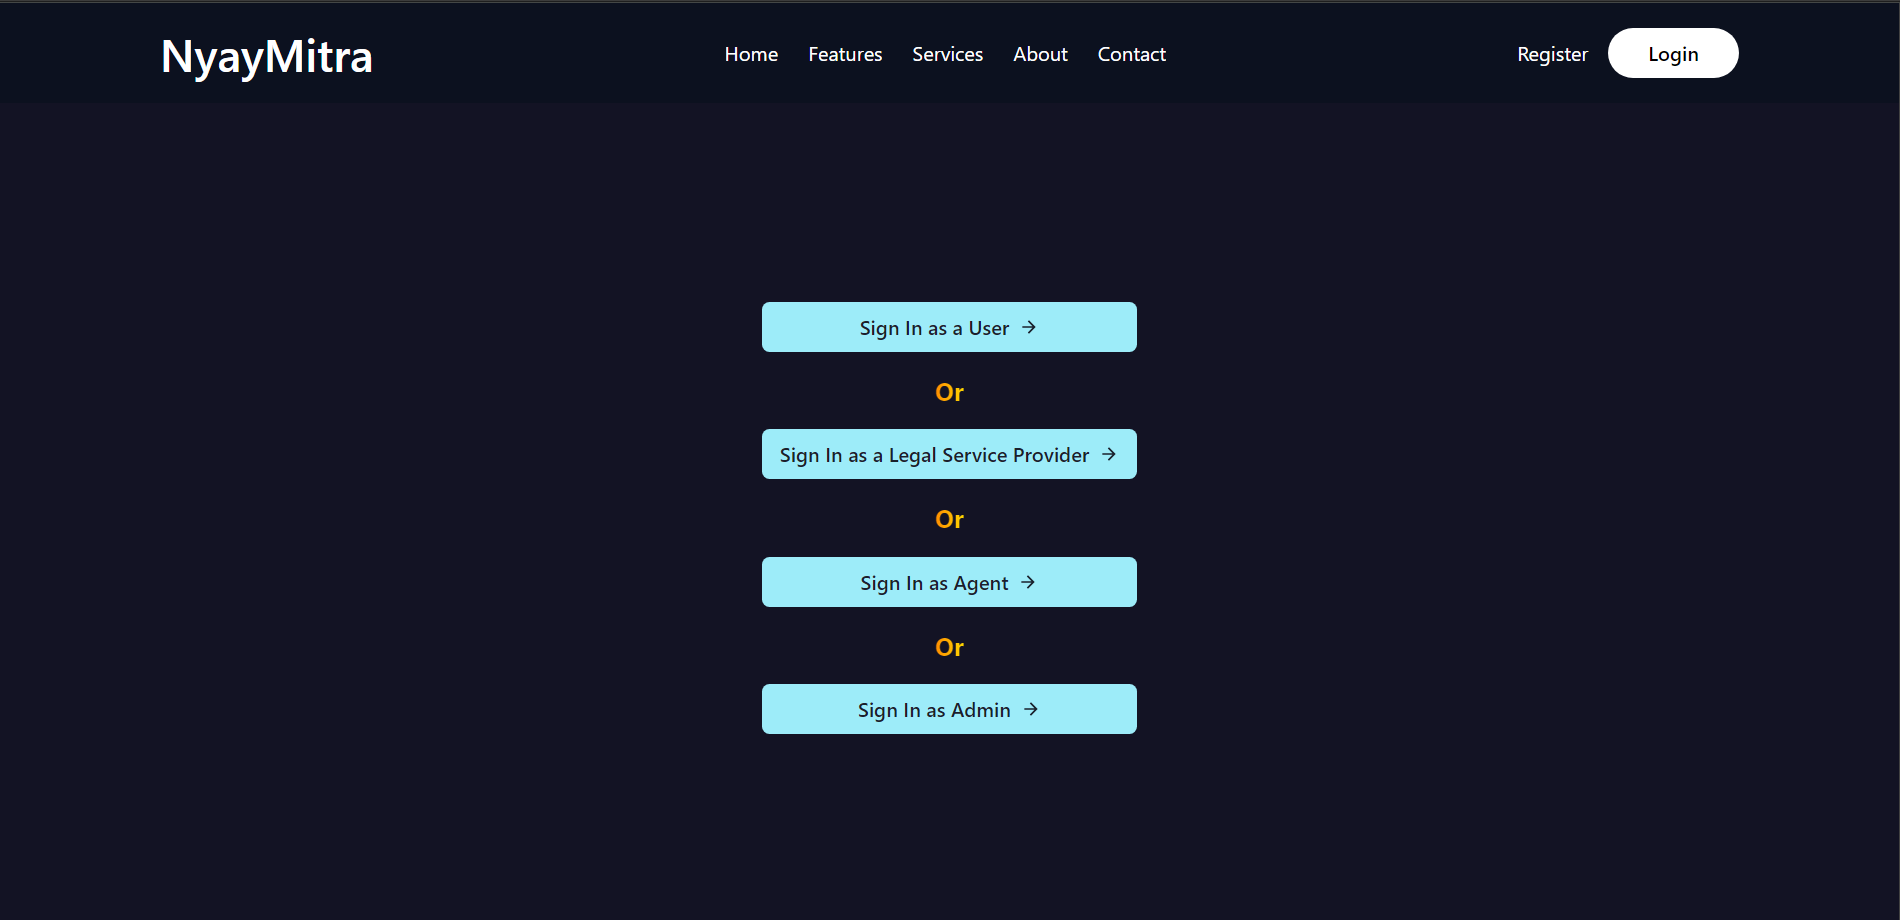 NyayMitra
Home Features Services About Contact
Register Login
Sign In as a User →
Or
Sign In as a Legal Service Provider →
Or
Sign In as Agent →
Or
Sign In as Admin →